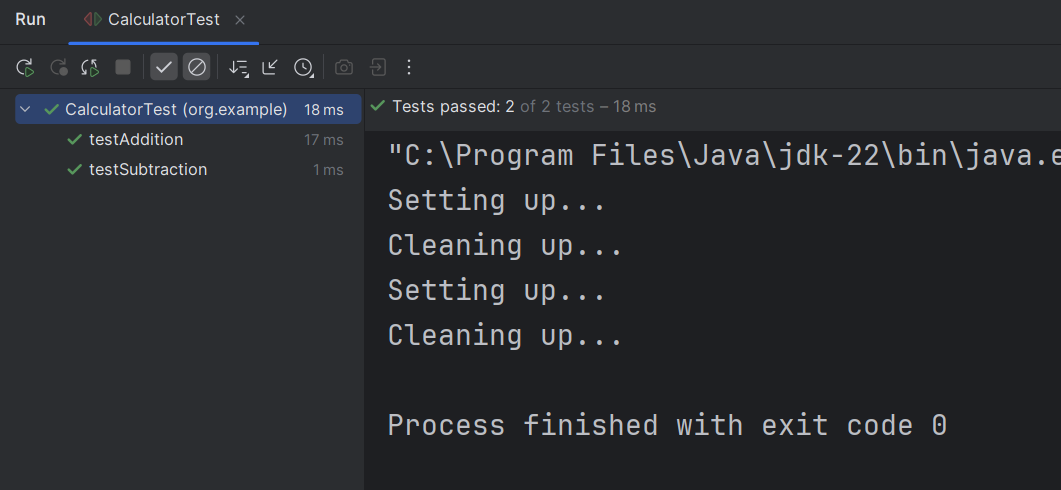 Run CalculatorTest
CalculatorTest (org.example) 18 ms
testAddition 17 ms
testSubtraction 1 ms
Tests passed: 2 of 2 tests – 18 ms
"C:\Program Files\Java\jdk-22\bin\java.e
Setting up...
Cleaning up...
Setting up...
Cleaning up...
Process finished with exit code 0